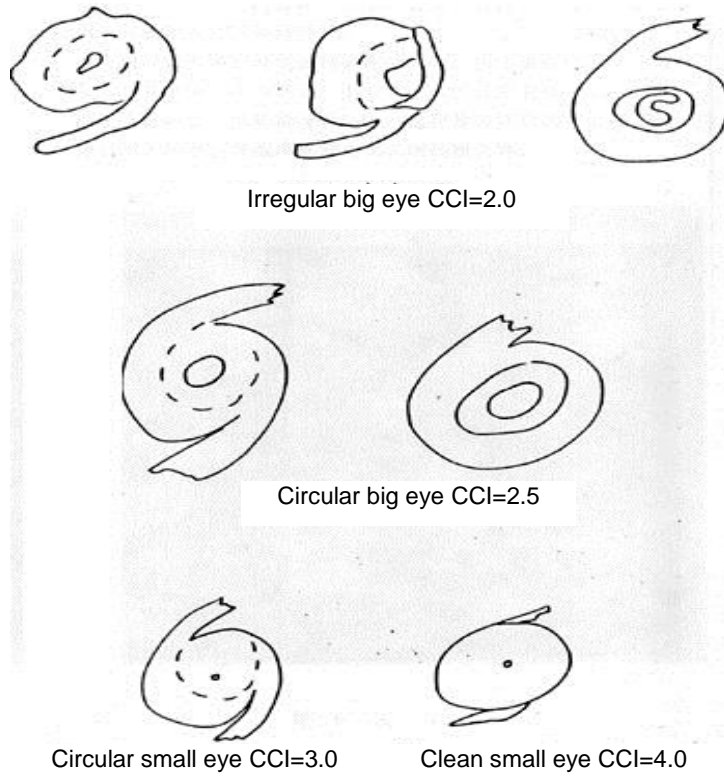 Irregular big eye CCI=2.0
Circular big eye CCI=2.5
Circular small eye CCI=3.0
Clean small eye CCI=4.0